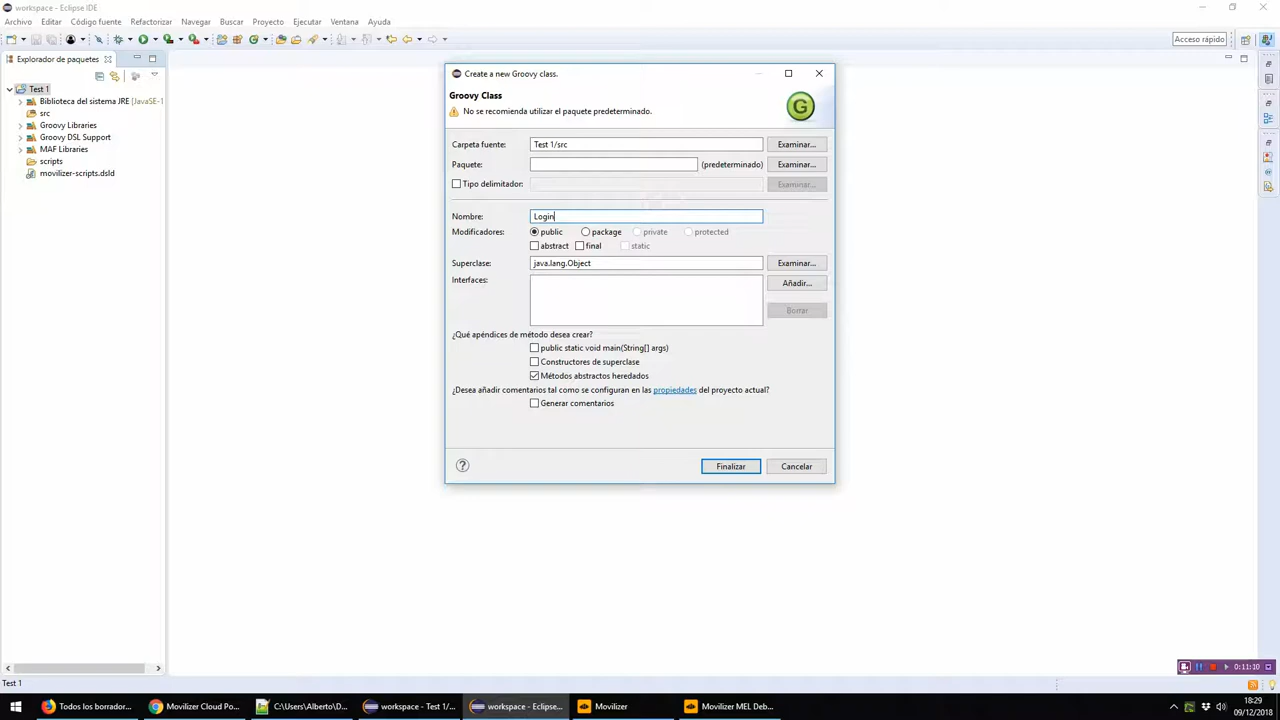 workspace - Eclipse IDE
Archivo Editar Código fuente Refactorizar Navegar Buscar Proyecto Ejecutar Ventana Ayuda
Acceso rápido
Explorador de paquetes
Test 1
Biblioteca del sistema JRE [JavaSE-1
src
Groovy Libraries
Groovy DSL Support
MAF Libraries
scripts
movilizer-scripts.dsld
Create a new Groovy class.
Groovy Class
No se recomienda utilizar el paquete predeterminado.
G
Carpeta fuente: Test 1/src Examinar...
Paquete: (predeterminado) Examinar...
Tipo delimitador: Examinar...
Nombre: Login
Modificadores: public package private protected
abstract final static
Superclase: java.lang.Object Examinar...
Interfaces: Añadir...
Borrar
¿Qué apéndices de método desea crear?
public static void main(String[] args)
Constructores de superclase
Métodos abstractos heredados
¿Desea añadir comentarios tal como se configuran en las propiedades del proyecto actual?
Generar comentarios
? Finalizar Cancelar
0:11:10
Test 1
Todos los borrador... Movilizer Cloud Po... C:\Users\Alberto\D... workspace - Test 1/... workspace - Eclipse... Movilizer Movilizer MEL Deb...
18:29
09/12/2018